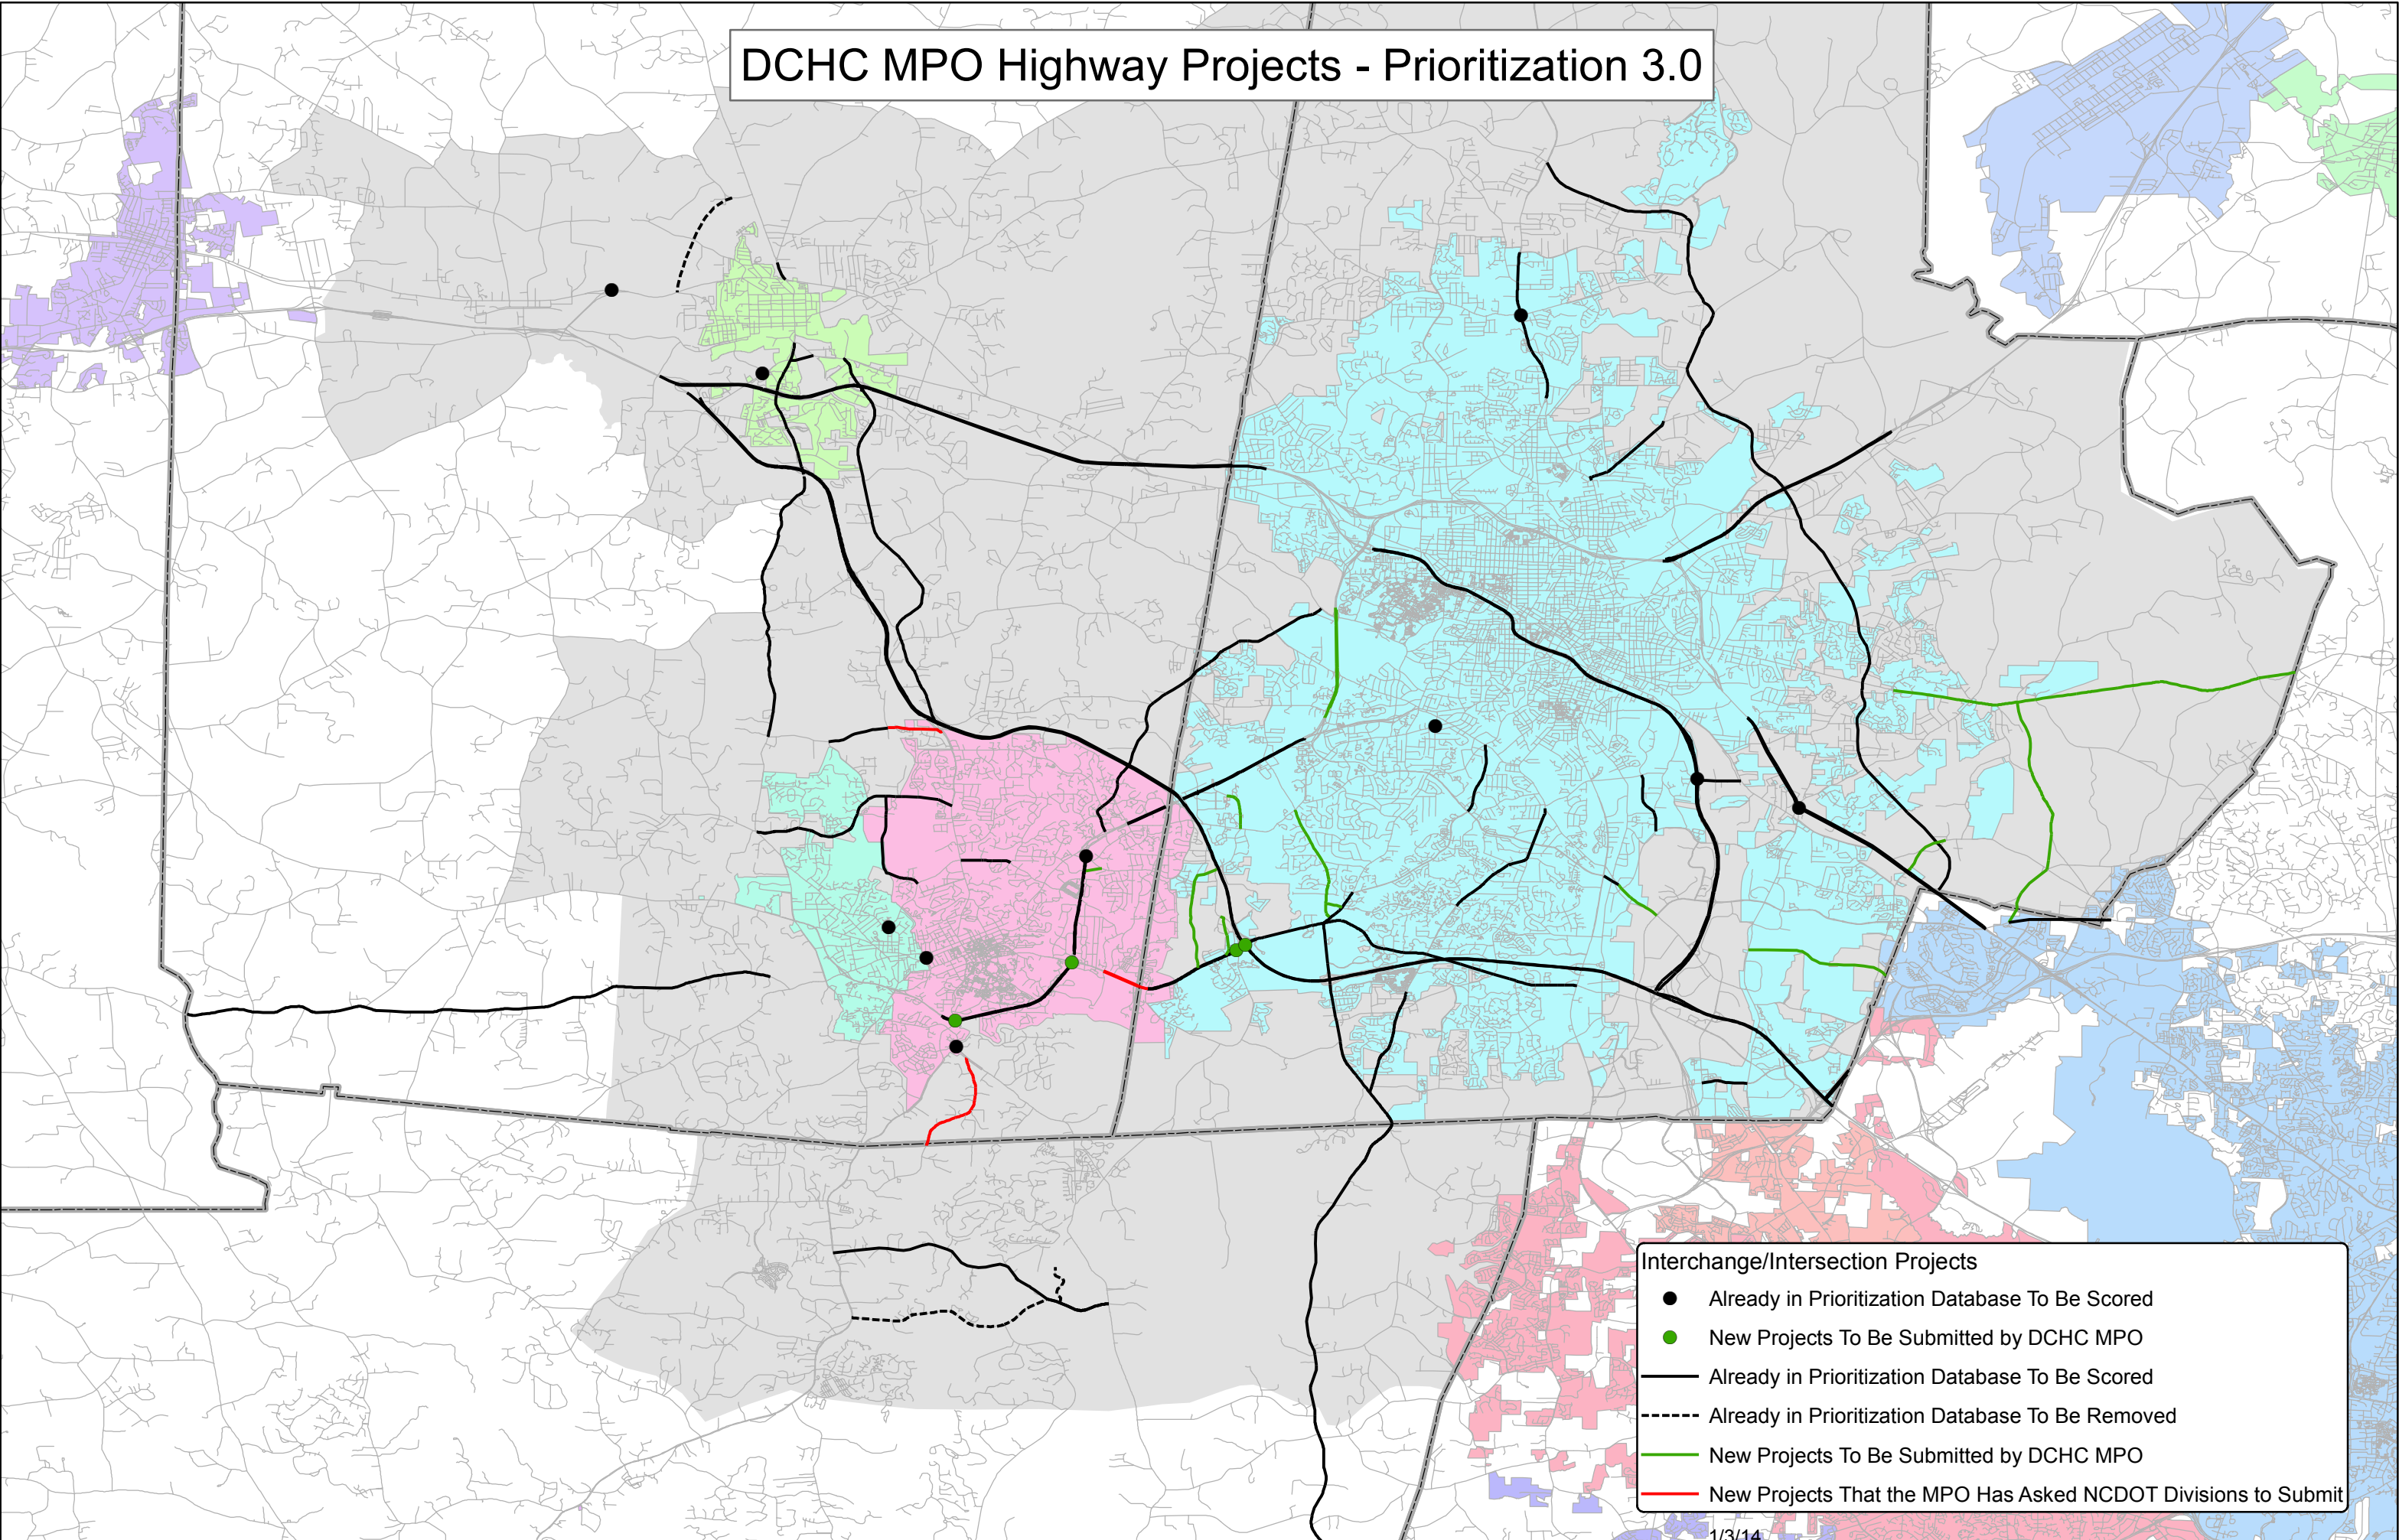 DCHC MPO Highway Projects - Prioritization 3.0
Interchange/Intersection Projects
Already in Prioritization Database To Be Scored
New Projects To Be Submitted by DCHC MPO
Already in Prioritization Database To Be Scored
Already in Prioritization Database To Be Removed
New Projects To Be Submitted by DCHC MPO
New Projects That the MPO Has Asked NCDOT Divisions to Submit
1/3/14